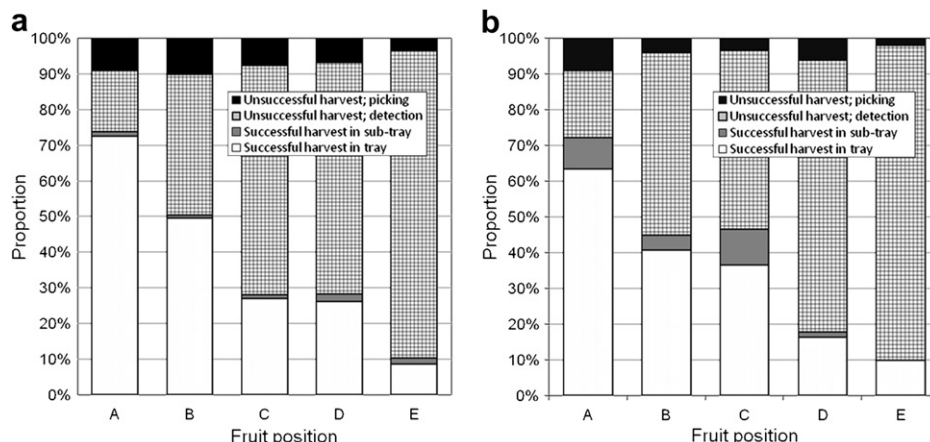 a
100%
90%
80%
70%
60%
50%
40%
30%
20%
10%
0%
Proportion
Unsuccessful harvest; picking
Unsuccessful harvest; detection
Successful harvest in sub-tray
Successful harvest in tray
A B C D E
Fruit position
b
100%
90%
80%
70%
60%
50%
40%
30%
20%
10%
0%
Proportion
Unsuccessful harvest; picking
Unsuccessful harvest; detection
Successful harvest in sub-tray
Successful harvest in tray
A B C D E
Fruit position